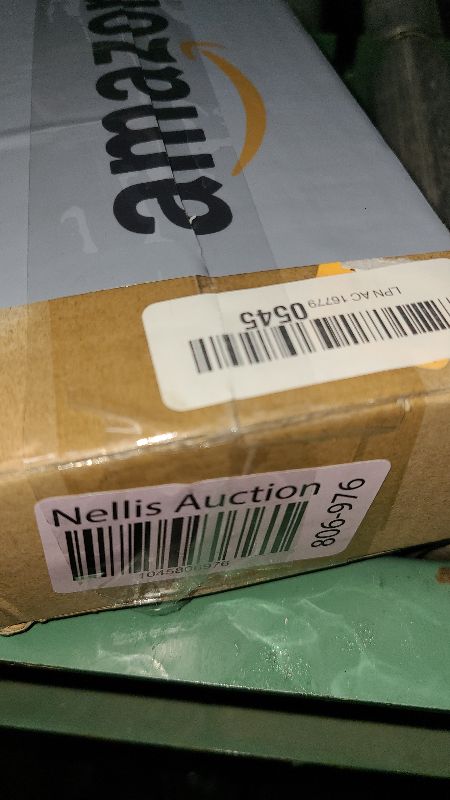 amazon
LPN AC 16779 0545
Nellis Auction
806-976
1045806976